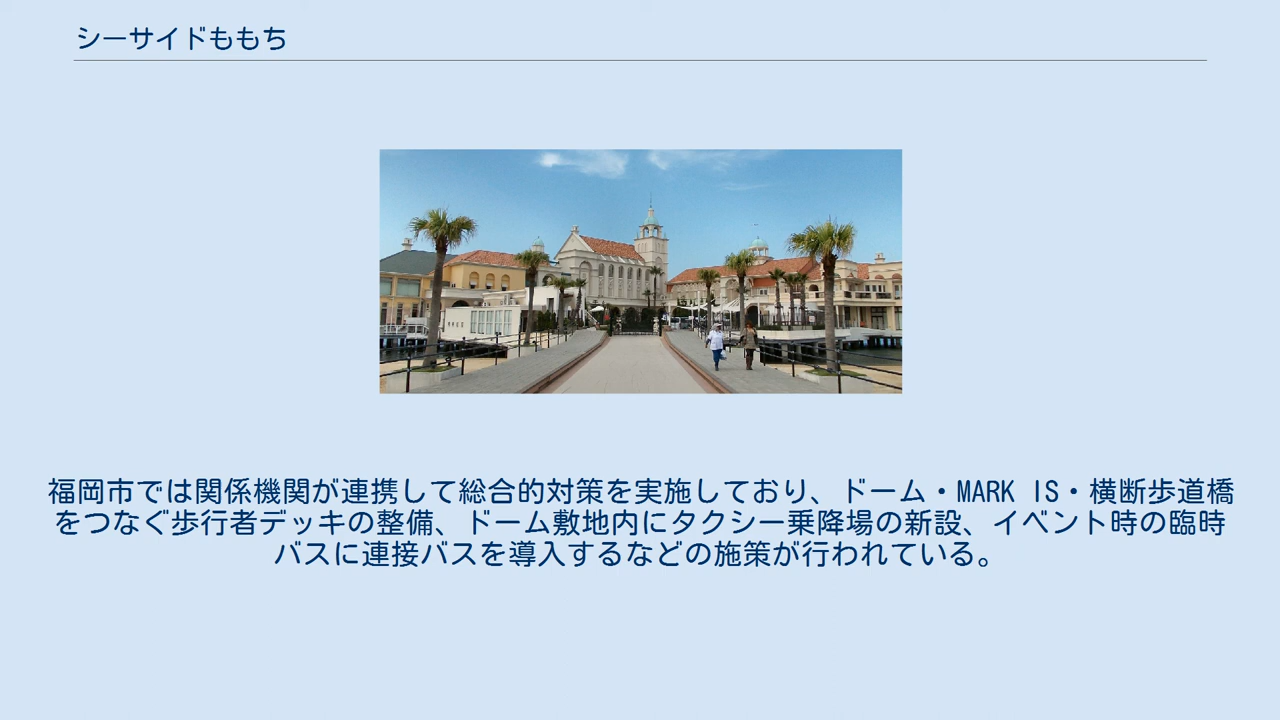 シーサイドももち
福岡市では関係機関が連携して総合的対策を実施しており、ドーム・MARK IS・横断歩道橋
をつなぐ歩行者デッキの整備、ドーム敷地内にタクシー乗降場の新設、イベント時の臨時
バスに連接バスを導入するなどの施策が行われている。